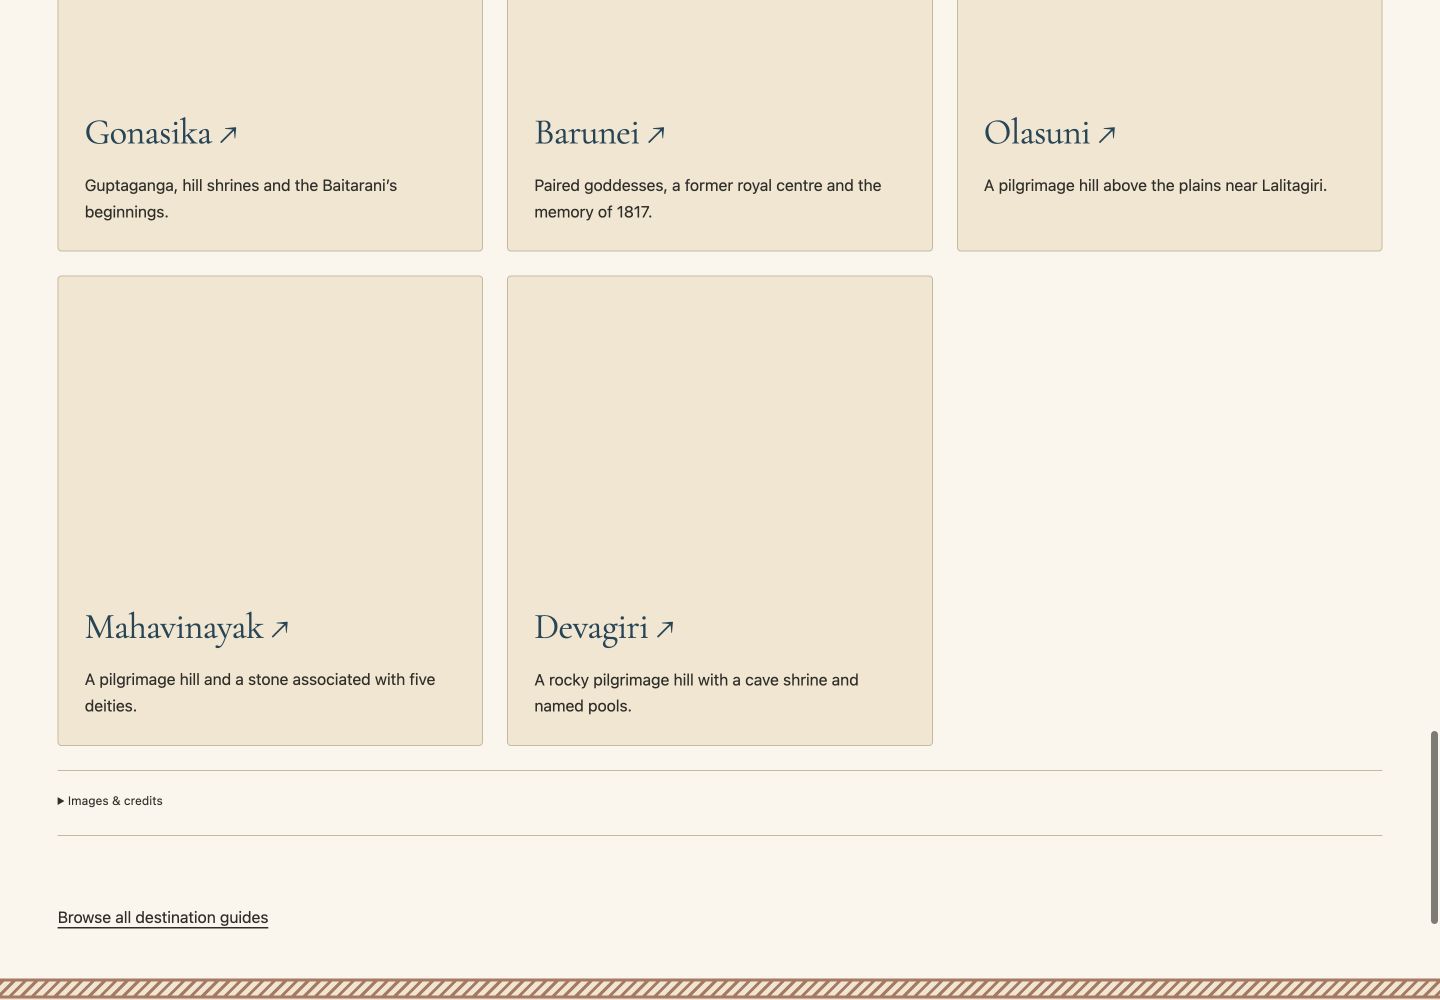 Gonasika ↗
Guptaganga, hill shrines and the Baitarani’s
beginnings.
Barunei ↗
Paired goddesses, a former royal centre and the
memory of 1817.
Olasuni ↗
A pilgrimage hill above the plains near Lalitagiri.
Mahavinayak ↗
A pilgrimage hill and a stone associated with five
deities.
Devagiri ↗
A rocky pilgrimage hill with a cave shrine and
named pools.
Images & credits
Browse all destination guides